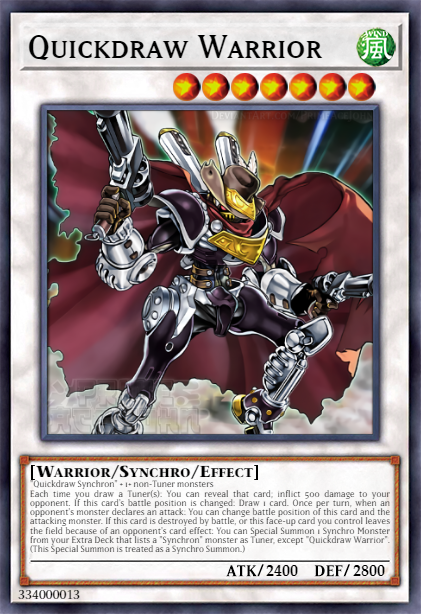 Quickdraw Warrior
WIND
風
[Warrior/Synchro/Effect]
"Quickdraw Synchron" + 1+ non-Tuner monsters
Each time you draw a Tuner(s): You can reveal that card; inflict 500 damage to your
opponent. If this card's battle position is changed: Draw 1 card. Once per turn, when an
opponent's monster declares an attack: You can change battle position of this card and the
attacking monster. If this card is destroyed by battle, or this face-up card you control leaves
the field because of an opponent's card effect: You can Special Summon 1 Synchro Monster
from your Extra Deck that lists a "Synchron" monster as Tuner, except "Quickdraw Warrior".
(This Special Summon is treated as a Synchro Summon.)
ATK/2400 DEF/2800
334000013